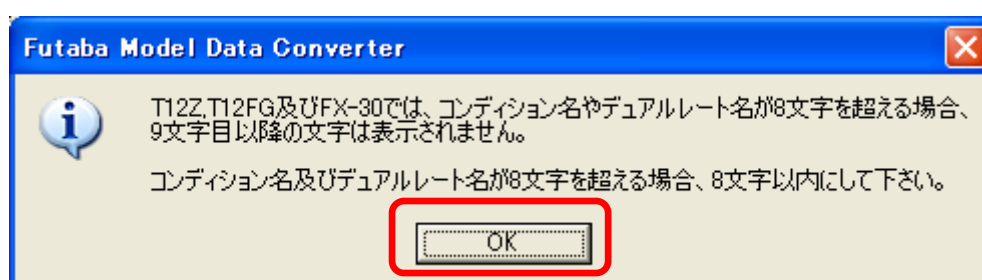 Futaba Model Data Converter
T12Z,T12FG及びFX-30では、コンディション名やデュアルレート名が8文字を超える場合、
9文字目以降の文字は表示されません。
コンディション名及びデュアルレート名が8文字を超える場合、8文字以内にして下さい。
OK